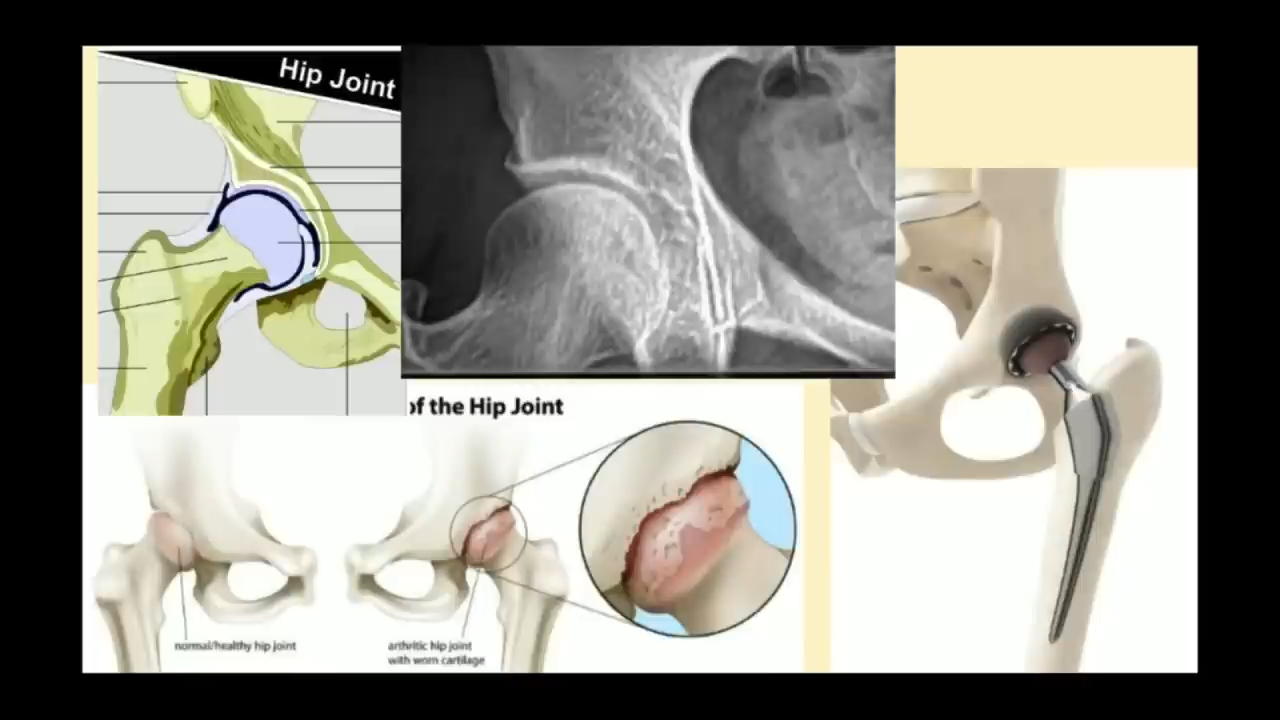 Hip Joint
of the Hip Joint
normal/healthy hip joint
arthritic hip joint
with worn cartilage